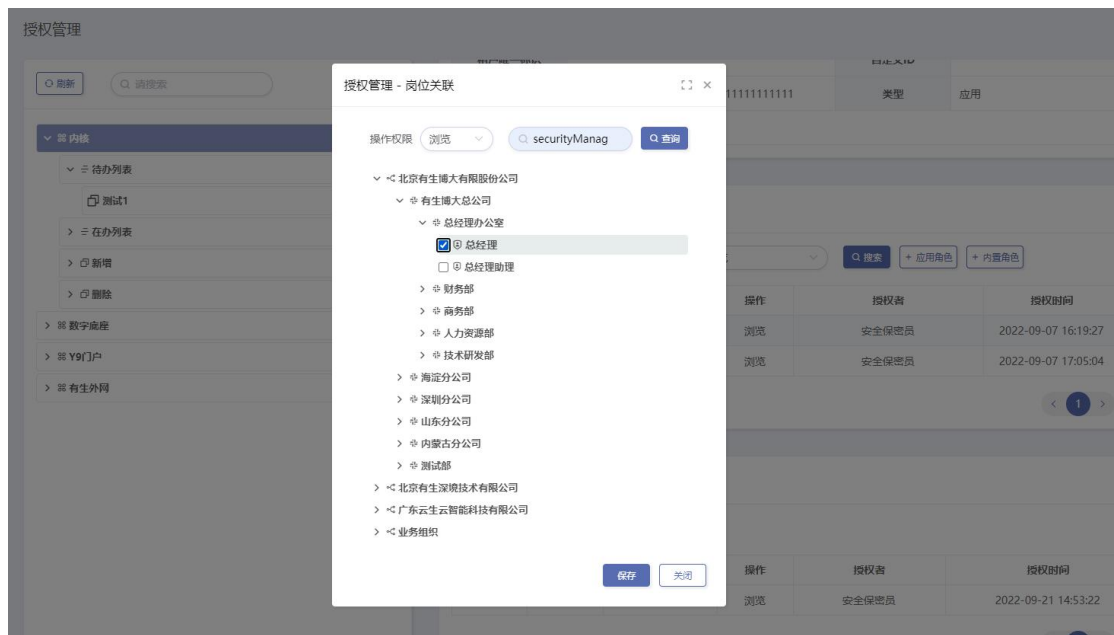 授权管理
刷新
请搜索
内核
待办列表
测试1
在办列表
新增
删除
数字底座
Y9门户
有生外网
授权管理 - 岗位关联
操作权限 浏览 securityManag 查询
北京有生博大有限股份公司
有生博大总公司
总经理办公室
总经理
总经理助理
财务部
商务部
人力资源部
技术研发部
海淀分公司
深圳分公司
山东分公司
内蒙古分公司
测试部
北京有生深境技术有限公司
广东云生云智能科技有限公司
业务组织
保存 关闭
自定义ID
11111111111 类型 应用
搜索 + 应用角色 + 内置角色
操作 授权者 授权时间
浏览 安全保密员 2022-09-07 16:19:27
浏览 安全保密员 2022-09-07 17:05:04
1
操作 授权者 授权时间
浏览 安全保密员 2022-09-21 14:53:22